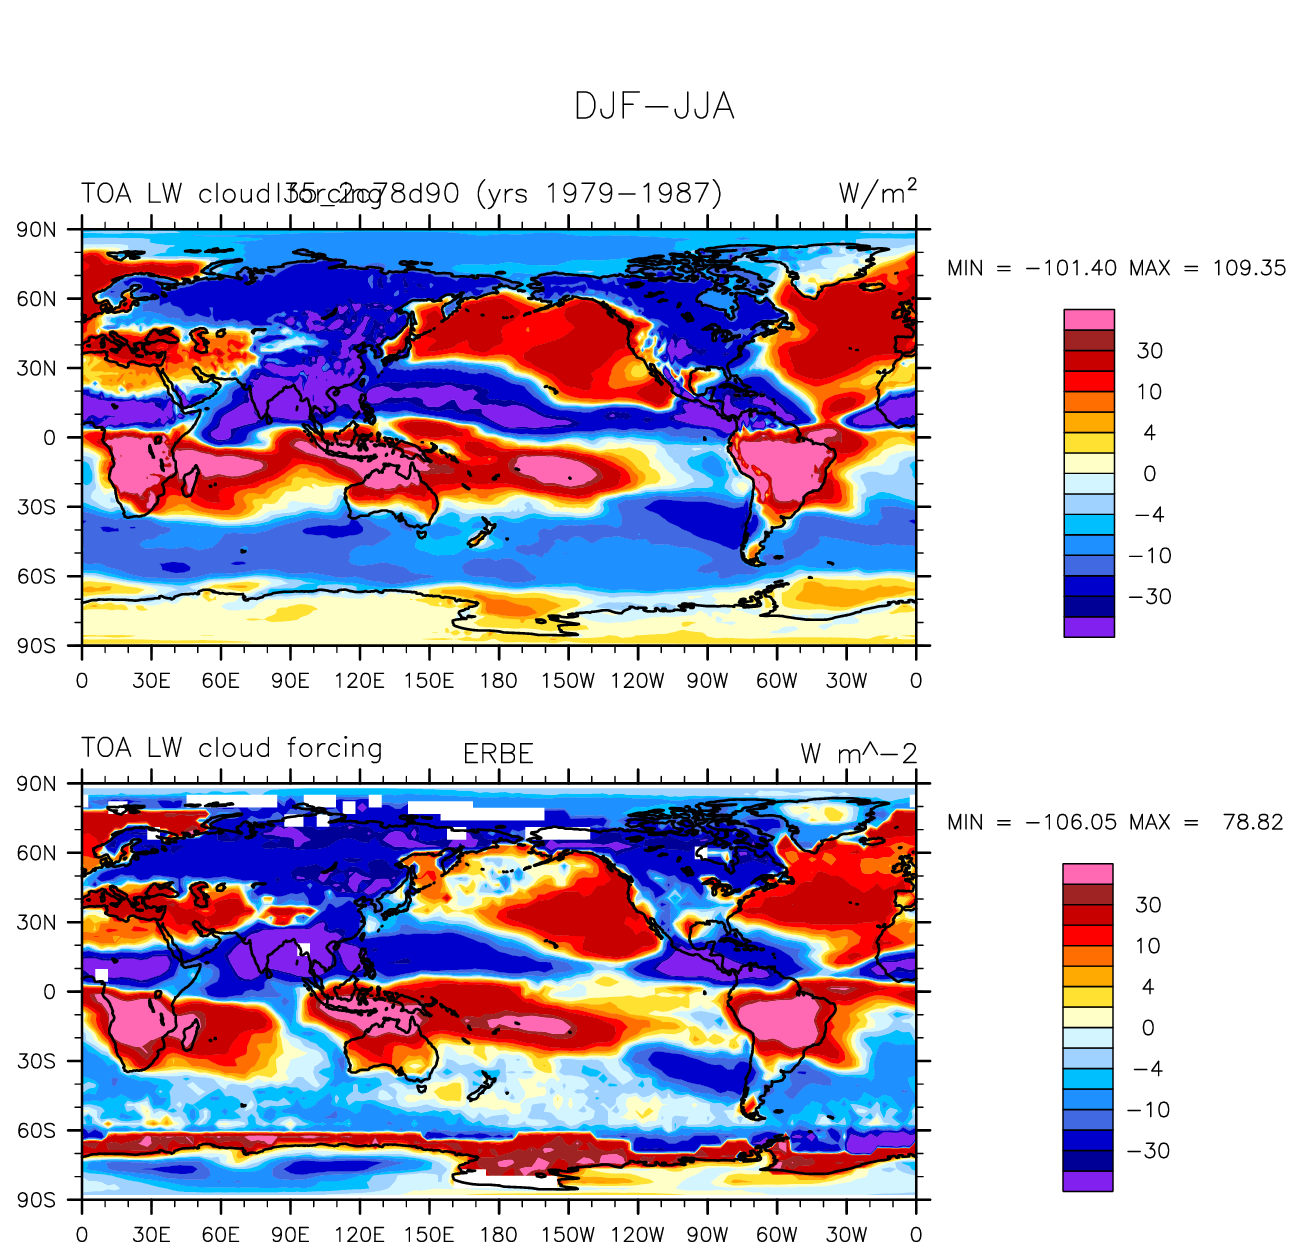 DJF-JJA
TOA LW cloud forcing 78d90 (yrs 1979-1987) W/m²
MIN = -101.40 MAX = 109.35
90N
60N
30N
0
30S
60S
90S
0 30E 60E 90E 120E 150E 180 150W 120W 90W 60W 30W 0
30
10
4
0
-4
-10
-30
TOA LW cloud forcing ERBE W m^-2
MIN = -106.05 MAX = 78.82
90N
60N
30N
0
30S
60S
90S
0 30E 60E 90E 120E 150E 180 150W 120W 90W 60W 30W 0
30
10
4
0
-4
-10
-30